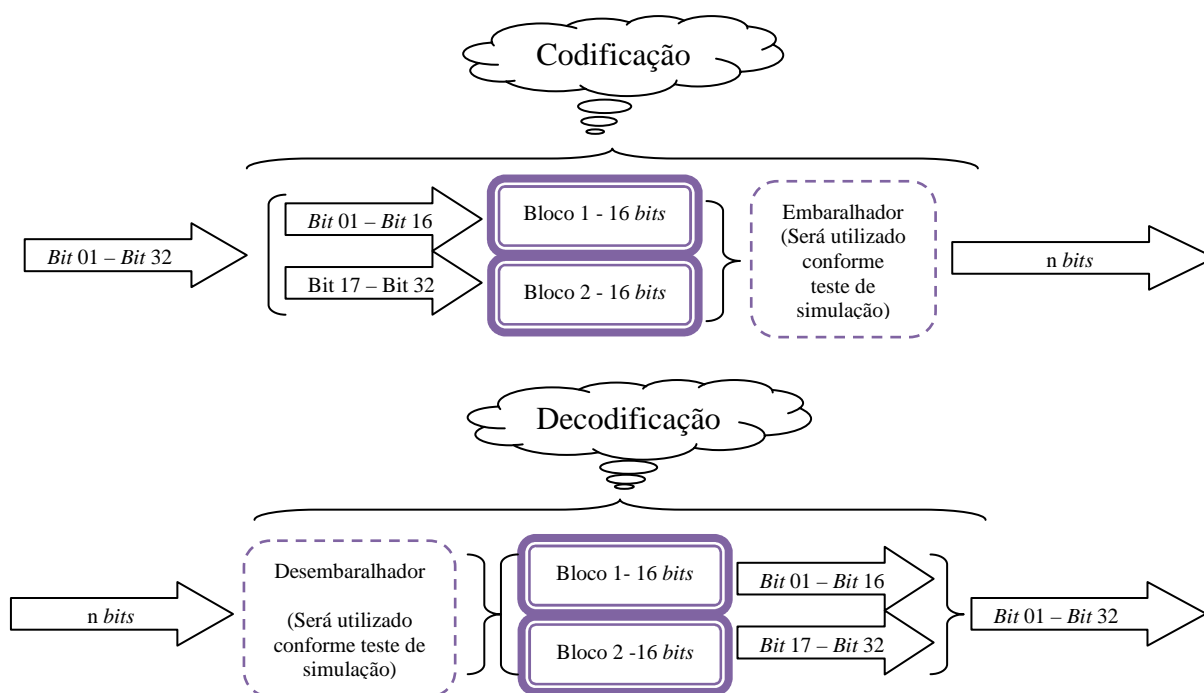 Codificação
Bit 01 – Bit 32
Bit 01 – Bit 16
Bit 17 – Bit 32
Bloco 1 - 16 bits
Bloco 2 - 16 bits
Embaralhador
(Será utilizado
conforme
teste de
simulação)
n bits
Decodificação
n bits
Desembaralhador
(Será utilizado
conforme teste de
simulação)
Bloco 1- 16 bits
Bloco 2 -16 bits
Bit 01 – Bit 16
Bit 17 – Bit 32
Bit 01 – Bit 32